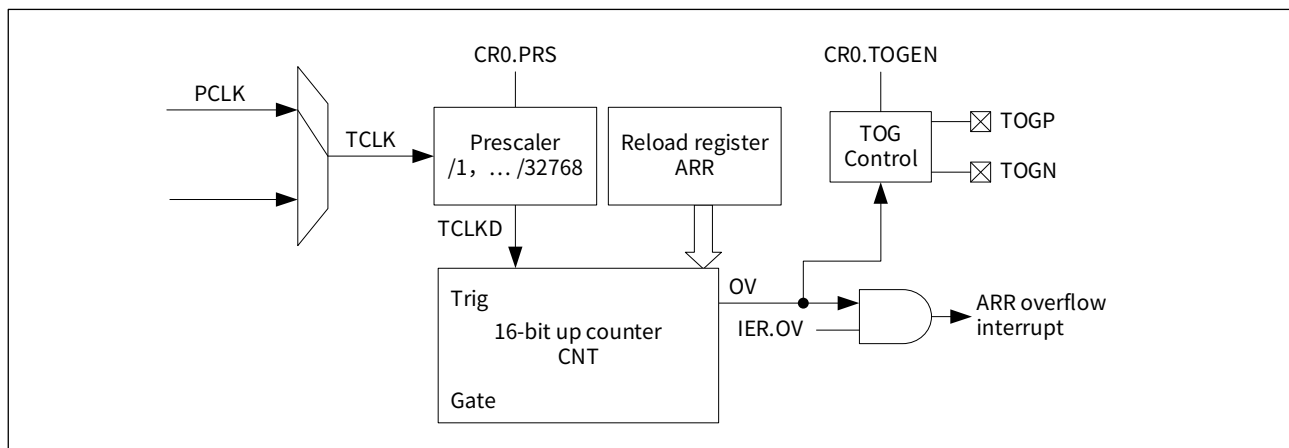 CR0.PRS
CR0.TOGEN
PCLK
TCLK
Prescaler
/1，… /32768
Reload register
ARR
TOG
Control
TOGP
TOGN
TCLKD
Trig
16-bit up counter
CNT
Gate
OV
IER.OV
ARR overflow
interrupt